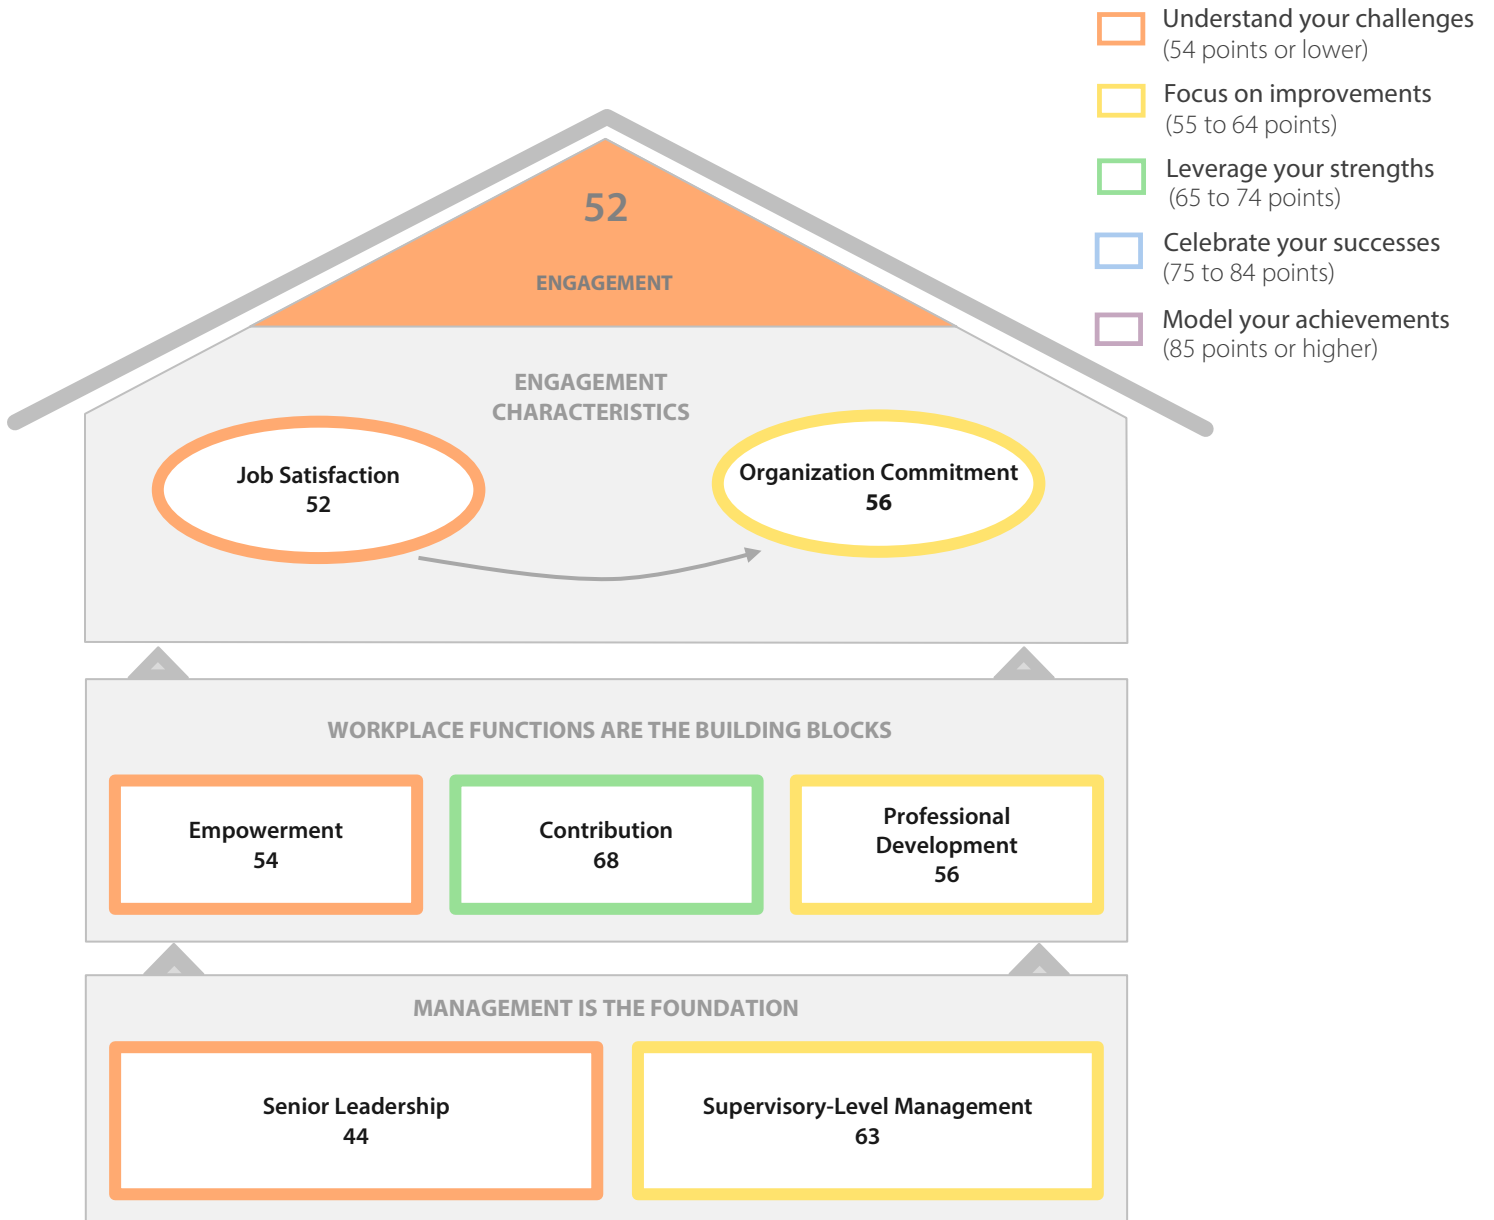 Understand your challenges
(54 points or lower)
Focus on improvements
(55 to 64 points)
Leverage your strengths
(65 to 74 points)
Celebrate your successes
(75 to 84 points)
Model your achievements
(85 points or higher)
52
ENGAGEMENT
ENGAGEMENT
CHARACTERISTICS
Job Satisfaction
52
Organization Commitment
56
WORKPLACE FUNCTIONS ARE THE BUILDING BLOCKS
Empowerment
54
Contribution
68
Professional
Development
56
MANAGEMENT IS THE FOUNDATION
Senior Leadership
44
Supervisory-Level Management
63